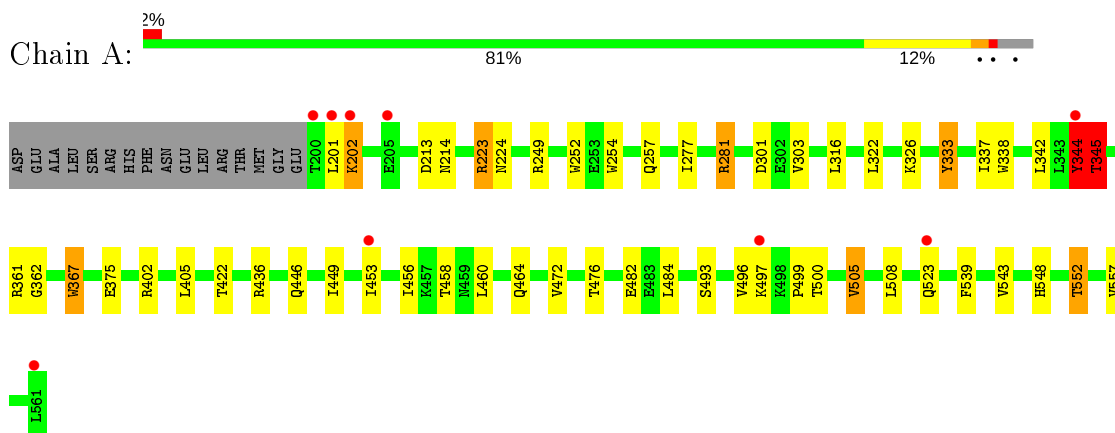 2%
Chain A:
81% 12% • • •
ASP GLU ALA LEU SER ARG HIS PHE ASN GLU LEU ARG THR MET GLY GLU T200 L201 K202 E205 D213 N214 R223 N224 R249 W252 E253 W254 Q257 I277 R281 D301 E302 V303 L316 L322 K326 Y333 I337 W338 L342 L343 Y344 T345
R361 G362 W367 E375 R402 L405 T422 R436 Q446 I449 I453 I456 K457 T458 N459 L460 Q464 V472 T476 E482 E483 L484 S493 V496 K497 K498 P499 T500 V505 L508 Q523 F539 V543 H548 T552 V557
L561